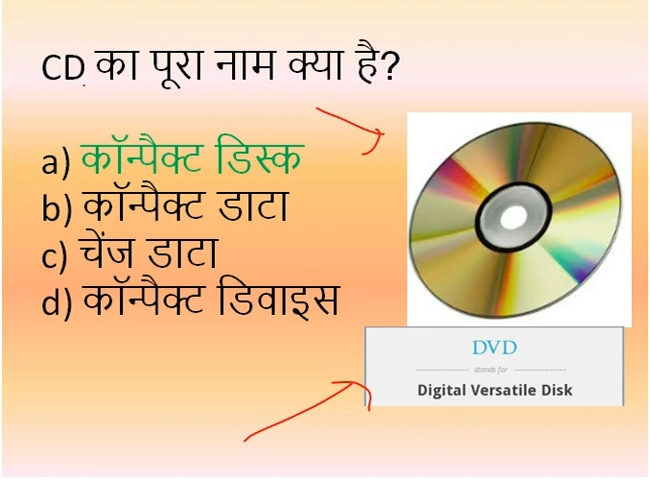 CD का पूरा नाम क्या है?
a) कॉम्पैक्ट डिस्क
b) कॉम्पैक्ट डाटा
c) चेंज डाटा
d) कॉम्पैक्ट डिवाइस
DVD
stands for
Digital Versatile Disk